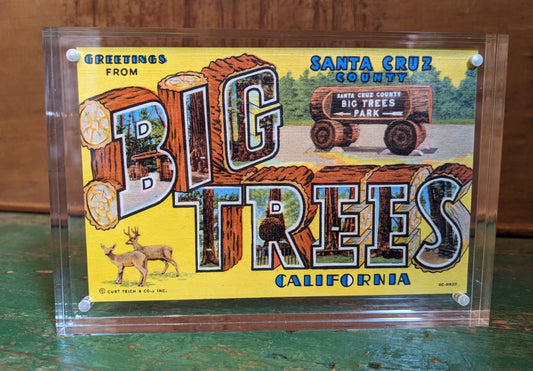 GREETINGS
FROM
SANTA CRUZ
COUNTY
SANTA CRUZ COUNTY
BIG TREES
PARK
BIG
TREES
CALIFORNIA
© CURT TEICH & CO., INC.